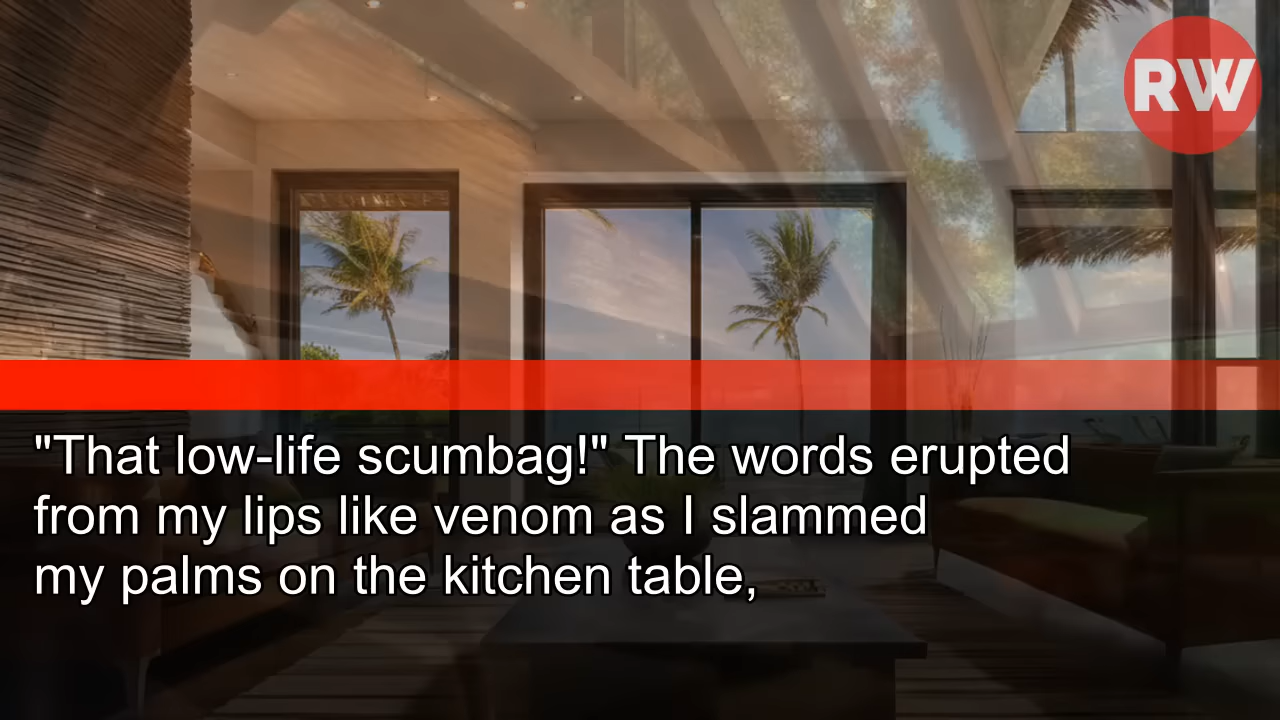 RW
"That low-life scumbag!" The words erupted
from my lips like venom as I slammed
my palms on the kitchen table,